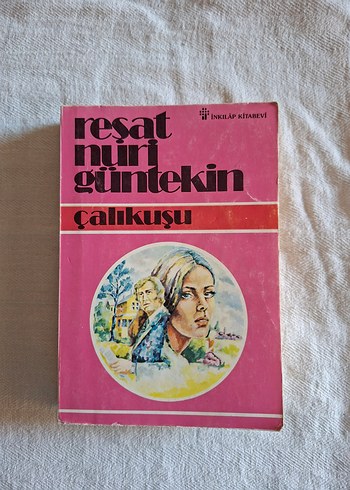 İNKILÂP KİTABEVİ
reşat
nuri
güntekin
çalıkuşu